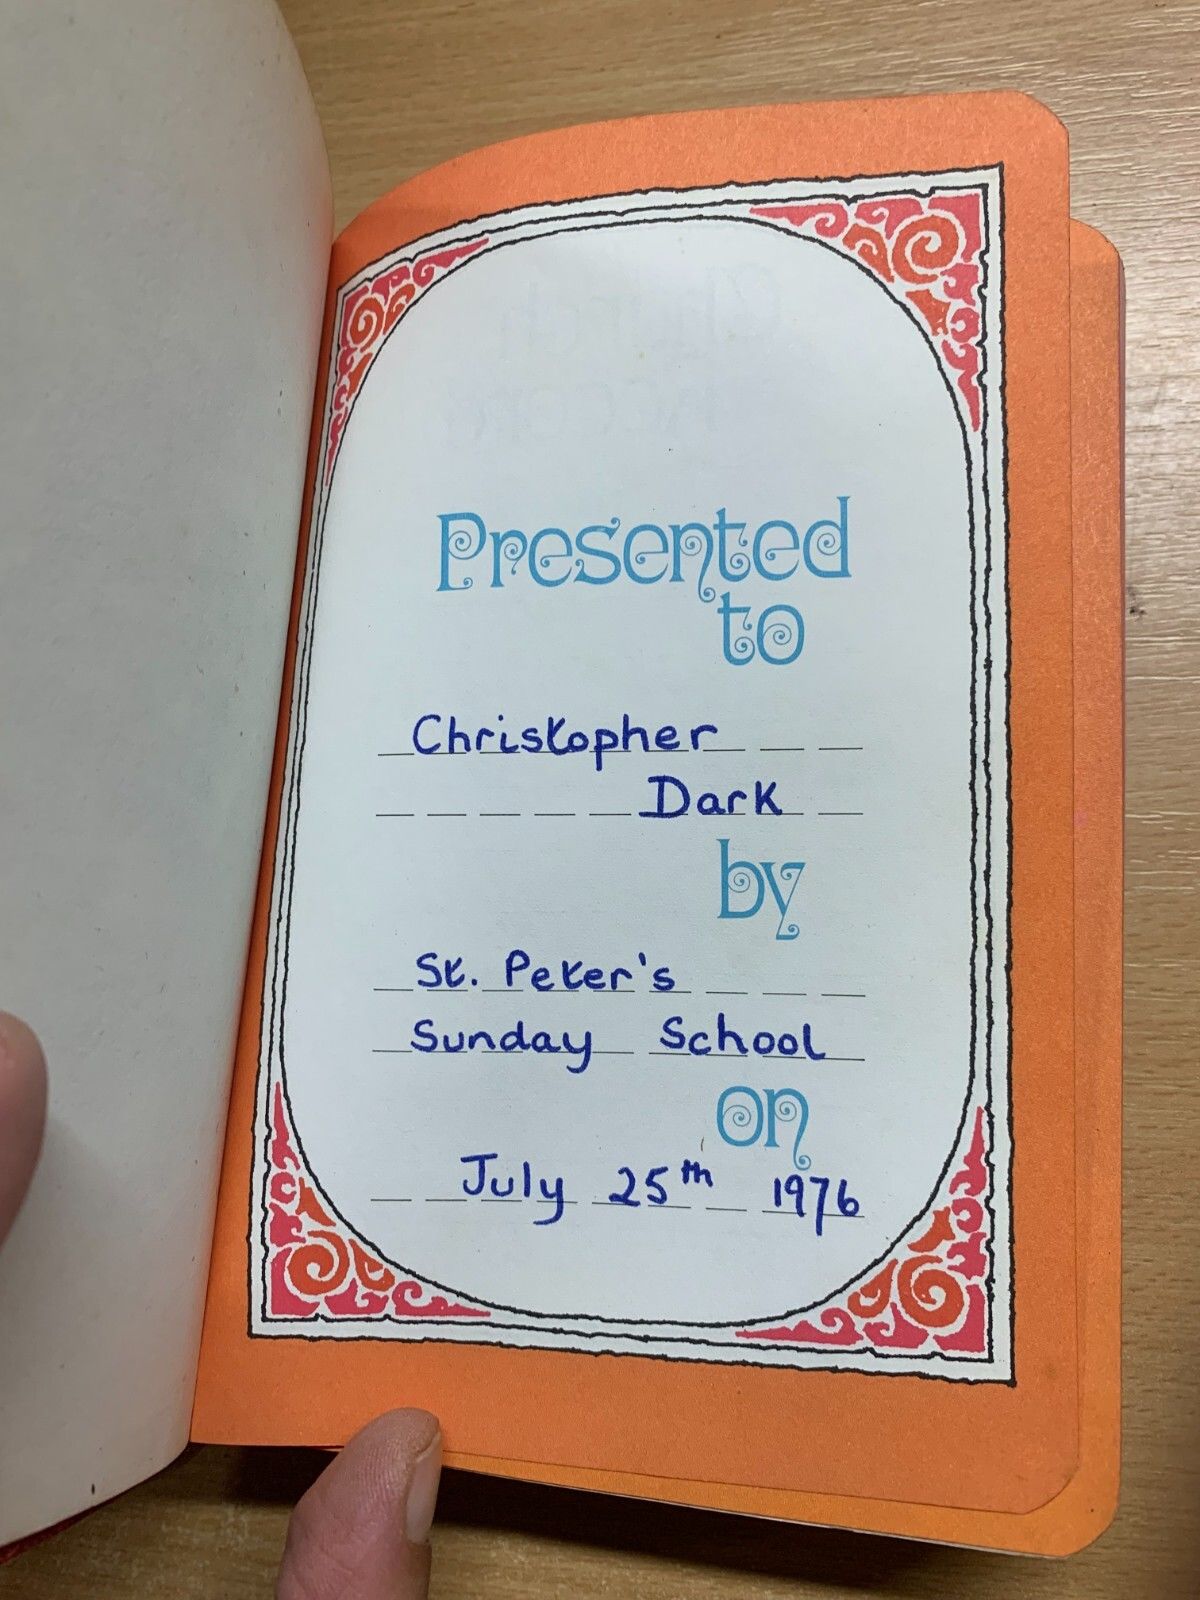 Presented
to
Christopher
Dark
by
St. Peter's
Sunday School
on
July 25th 1976